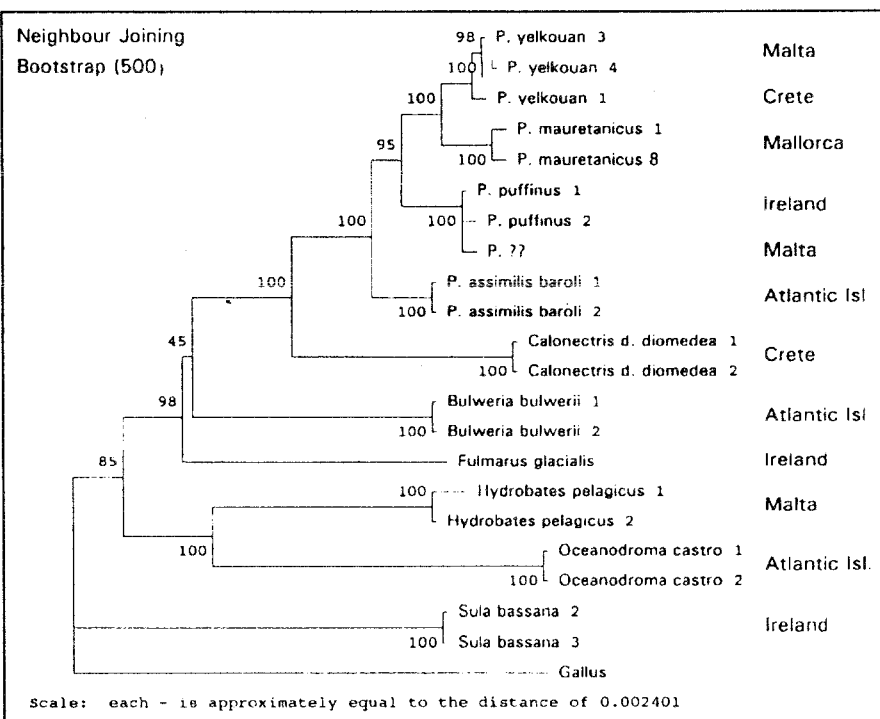 Neighbour Joining
Bootstrap (500)
98 P. yelkouan 3
Malta
100 P. yelkouan 4
100 P. yelkouan 1 Crete
P. mauretanicus 1
95 Mallorca
100 P. mauretanicus 8
P. puffinus 1
Ireland
100 100 P. puffinus 2
P. ?? Malta
100 P. assimilis baroli 1
Atlantic Isl
100 P. assimilis baroli 2
45 Calonectris d. diomedea 1
Crete
100 Calonectris d. diomedea 2
98 Bulweria bulwerii 1
Atlantic Isl
100 Bulweria bulwerii 2
85 Fulmarus glacialis Ireland
100 Hydrobates pelagicus 1
Malta
Hydrobates pelagicus 2
100 Oceanodroma castro 1
Atlantic Isl.
100 Oceanodroma castro 2
Sula bassana 2
Ireland
100 Sula bassana 3
Gallus
Scale: each - is approximately equal to the distance of 0.002401